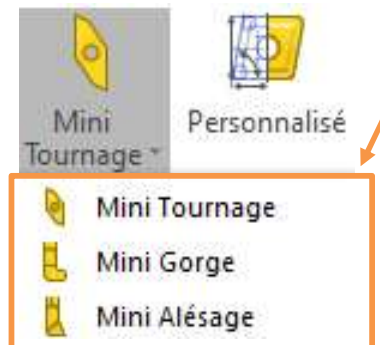 Mini
Tournage
Personnalisé
Mini Tournage
Mini Gorge
Mini Alésage